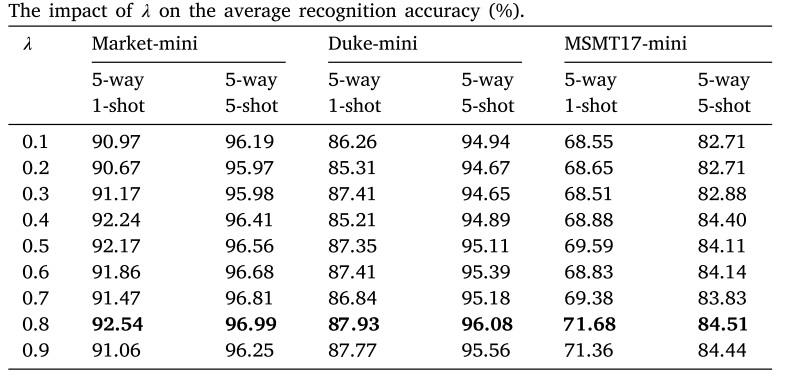 The impact of λ on the average recognition accuracy (%).
λ Market-mini Duke-mini MSMT17-mini
5-way 5-way 5-way 5-way 5-way 5-way
1-shot 5-shot 1-shot 5-shot 1-shot 5-shot
0.1 90.97 96.19 86.26 94.94 68.55 82.71
0.2 90.67 95.97 85.31 94.67 68.65 82.71
0.3 91.17 95.98 87.41 94.65 68.51 82.88
0.4 92.24 96.41 85.21 94.89 68.88 84.40
0.5 92.17 96.56 87.35 95.11 69.59 84.11
0.6 91.86 96.68 87.41 95.39 68.83 84.14
0.7 91.47 96.81 86.84 95.18 69.38 83.83
0.8 92.54 96.99 87.93 96.08 71.68 84.51
0.9 91.06 96.25 87.77 95.56 71.36 84.44